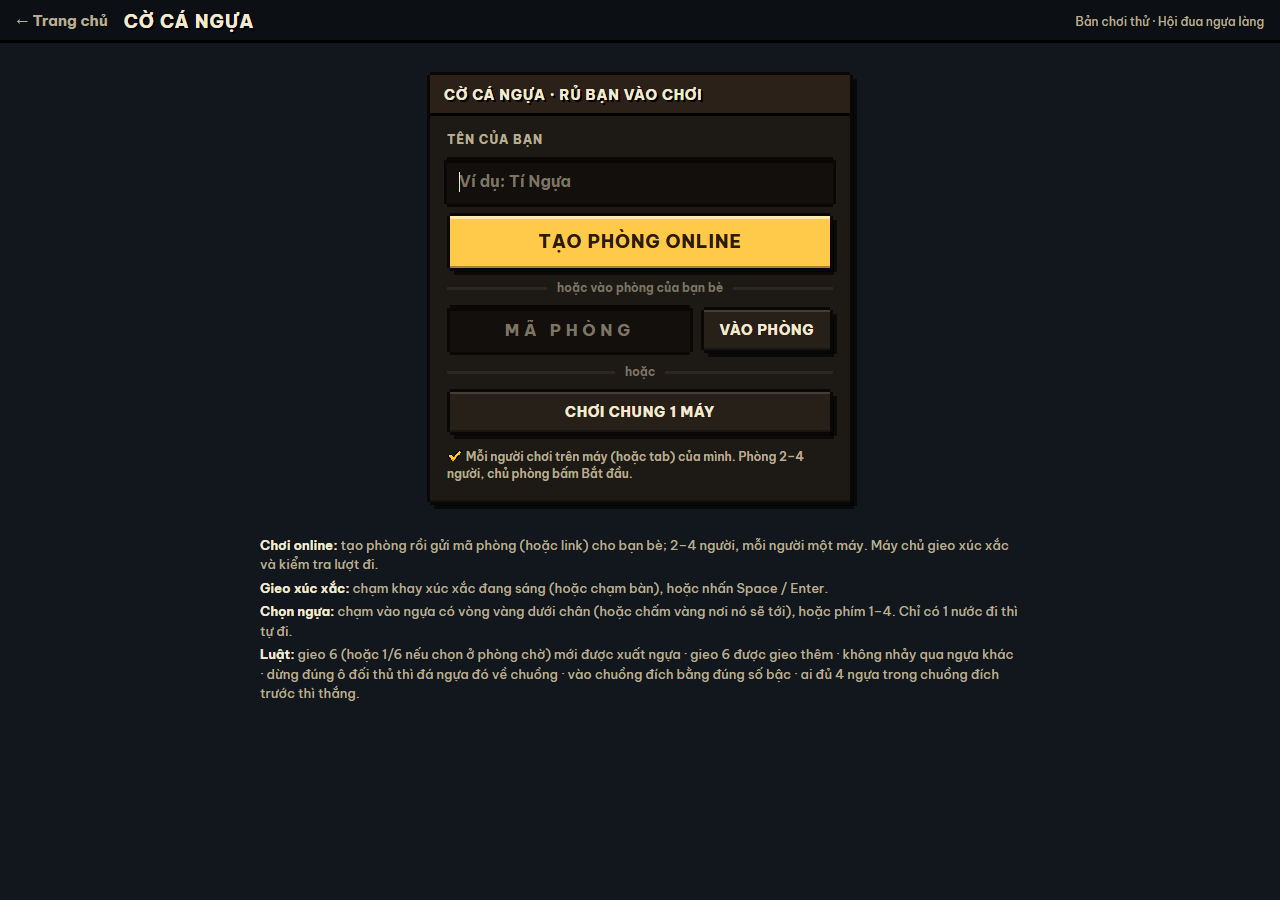 ← Trang chủ CỜ CÁ NGỰA
Bản chơi thử · Hội đua ngựa làng
CỜ CÁ NGỰA · RỦ BẠN VÀO CHƠI
TÊN CỦA BẠN
Ví dụ: Tí Ngựa
TẠO PHÒNG ONLINE
hoặc vào phòng của bạn bè
MÃ PHÒNG VÀO PHÒNG
hoặc
CHƠI CHUNG 1 MÁY
Mỗi người chơi trên máy (hoặc tab) của mình. Phòng 2–4
người, chủ phòng bấm Bắt đầu.
Chơi online: tạo phòng rồi gửi mã phòng (hoặc link) cho bạn bè; 2–4 người, mỗi người một máy. Máy chủ gieo xúc xắc
và kiểm tra lượt đi.
Gieo xúc xắc: chạm khay xúc xắc đang sáng (hoặc chạm bàn), hoặc nhấn Space / Enter.
Chọn ngựa: chạm vào ngựa có vòng vàng dưới chân (hoặc chấm vàng nơi nó sẽ tới), hoặc phím 1–4. Chỉ có 1 nước đi thì
tự đi.
Luật: gieo 6 (hoặc 1/6 nếu chọn ở phòng chờ) mới được xuất ngựa · gieo 6 được gieo thêm · không nhảy qua ngựa khác
· dừng đúng ô đối thủ thì đá ngựa đó về chuồng · vào chuồng đích bằng đúng số bậc · ai đủ 4 ngựa trong chuồng đích
trước thì thắng.